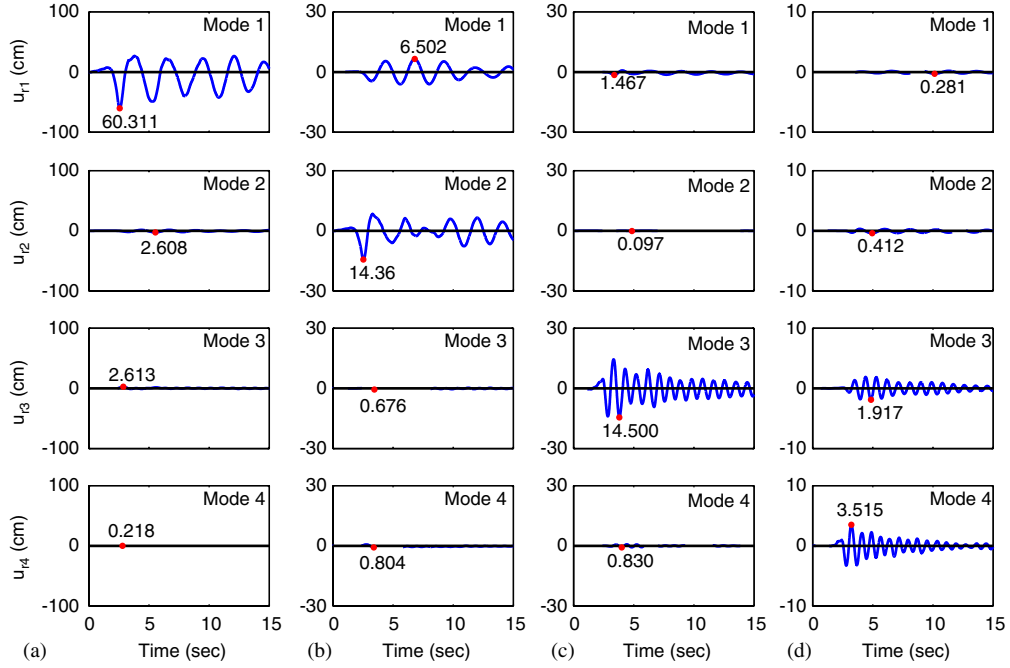 100 30 30 10
Mode 1 Mode 1 Mode 1 Mode 1
6.502
ur1 (cm) 0 0 0 0
1.467 0.281
60.311
-100 -30 -30 -10
100 30 30 10
Mode 2 Mode 2 Mode 2 Mode 2
ur2 (cm) 0 0 0 0
2.608 14.36 0.097 0.412
-100 -30 -30 -10
100 30 30 10
Mode 3 Mode 3 Mode 3 Mode 3
2.613
ur3 (cm) 0 0 0 0
0.676 14.500 1.917
-100 -30 -30 -10
100 30 30 10
Mode 4 Mode 4 Mode 4 Mode 4
0.218 3.515
ur4 (cm) 0 0 0 0
0.804 0.830
-100 -30 -30 -10
0 5 10 15 0 5 10 15 0 5 10 15 0 5 10 15
(a) Time (sec) (b) Time (sec) (c) Time (sec) (d) Time (sec)